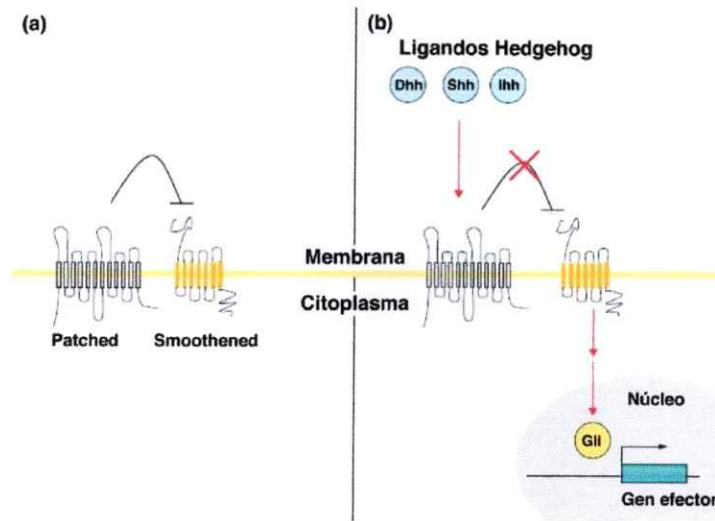 (a)
Patched
Smoothened
(b)
Ligandos Hedgehog
Dhh
Shh
Ihh
Membrana
Citoplasma
Núcleo
Gli
Gen efector